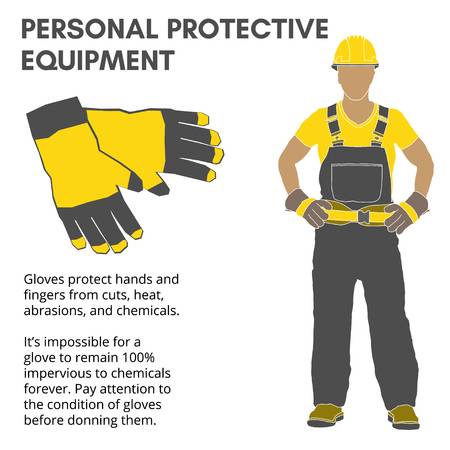 PERSONAL PROTECTIVE
EQUIPMENT
Gloves protect hands and
fingers from cuts, heat,
abrasions, and chemicals.
It’s impossible for a
glove to remain 100%
impervious to chemicals
forever. Pay attention to
the condition of gloves
before donning them.